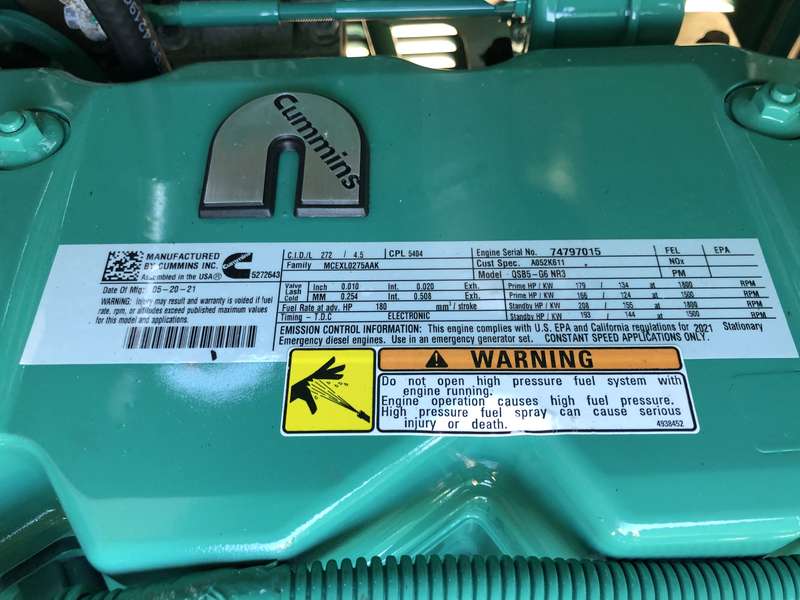 Cummins
MANUFACTURED
BY CUMMINS INC.
Assembled in the USA®
5272643
Date Of Mfg: 05-20-21
WARNING: Injury may result and warranty is voided if fuel
rate, rpm, or altitudes exceed published maximum values
for this model and applications.
C.I.D./L 272 / 4.5 CPL 5404 Engine Serial No. 74797015 FEL EPA
Family MCEXL0275AAK Cust Spec. A052K611 NOx
Model - QSB5-G6 NR3 PM
Valve Lash Cold Inch 0.010 Int. 0.020 Exh. Prime HP / KW 179 / 134 at 1800 RPM
MM 0.254 Int. 0.508 Exh. Prime HP / KW 166 / 124 at 1500 RPM
Fuel Rate at adv. HP 180 mm³ / stroke Standby HP / KW 208 / 156 at 1800 RPM
Timing - T.D.C ELECTRONIC Standby HP / KW 193 / 144 at 1500 RPM
EMISSION CONTROL INFORMATION: This engine complies with U.S. EPA and California regulations for 2021 Stationary
Emergency diesel engines. Use in an emergency generator set. CONSTANT SPEED APPLICATIONS ONLY.
WARNING
Do not open high pressure fuel system with
engine running.
Engine operation causes high fuel pressure.
High pressure fuel spray can cause serious
injury or death.
4938452